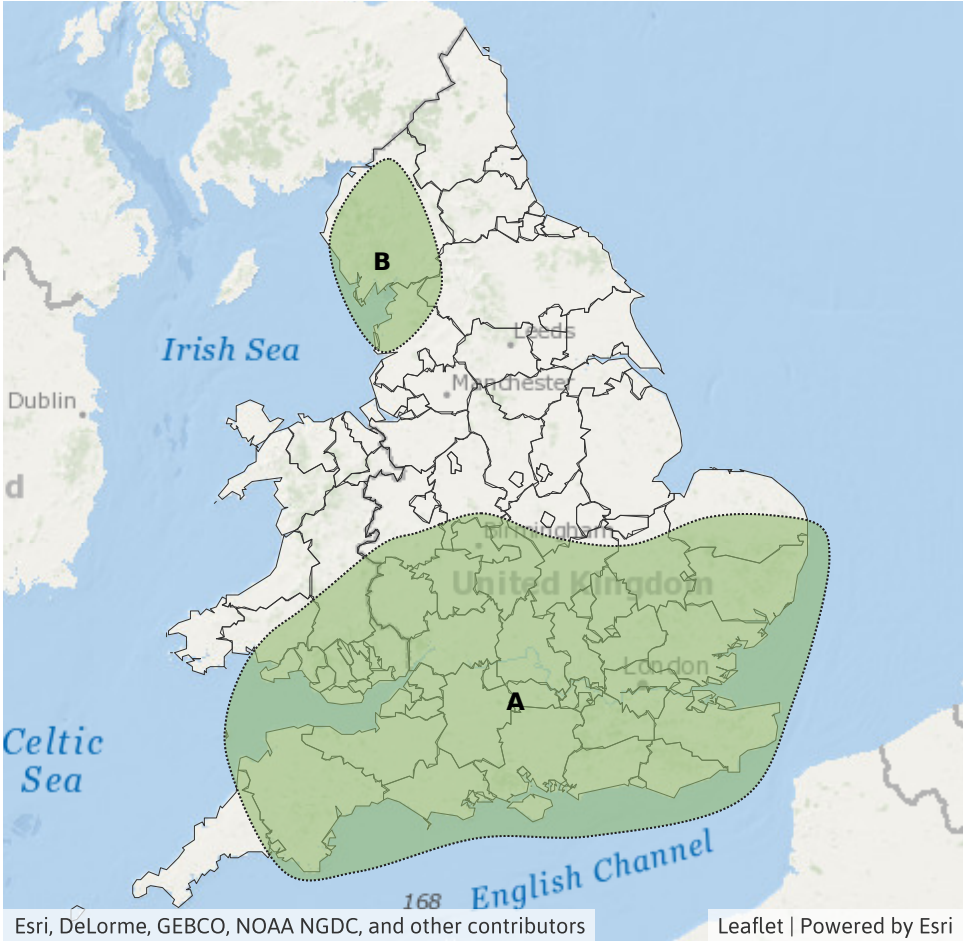 B
Leeds
Irish Sea
Manchester
Dublin
d
Birmingham
United Kingdom
London
A
Celtic
Sea
English Channel
168
Esri, DeLorme, GEBCO, NOAA NGDC, and other contributors
Leaflet | Powered by Esri